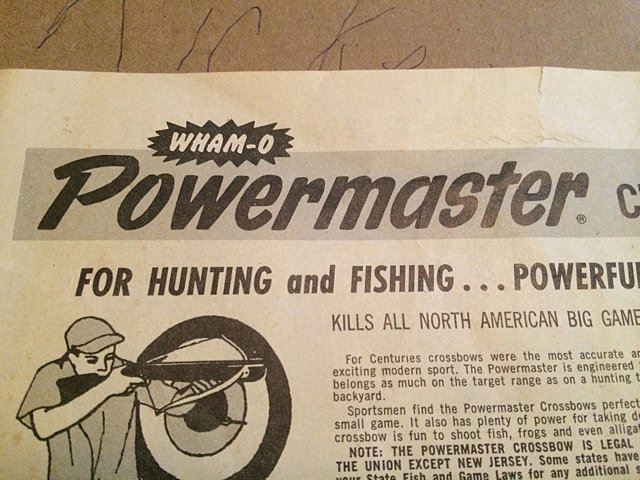 WHAM-O
Powermaster®
FOR HUNTING and FISHING... POWERFU
KILLS ALL NORTH AMERICAN BIG GAME
For Centuries crossbows were the most accurate
exciting modern sport. The Powermaster is engineered
belongs as much on the target range as on a hunting
backyard.
Sportsmen find the Powermaster Crossbows perfect
small game. It also has plenty of power for taking
crossbow is fun to shoot fish, frogs and even
NOTE: THE POWERMASTER CROSSBOW IS LEGAL
THE UNION EXCEPT NEW JERSEY. Some states have
your State Fish and Game Laws for any additional